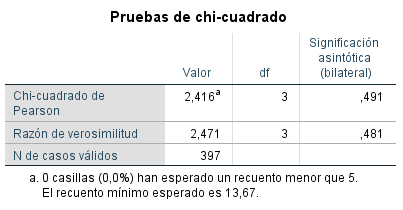 Pruebas de chi-cuadrado
Significación
asintótica
(bilateral)
Valor df
Chi-cuadrado de
Pearson
2,416a 3 ,491
Razón de verosimilitud 2,471 3 ,481
N de casos válidos 397
a. 0 casillas (0,0%) han esperado un recuento menor que 5.
El recuento mínimo esperado es 13,67.